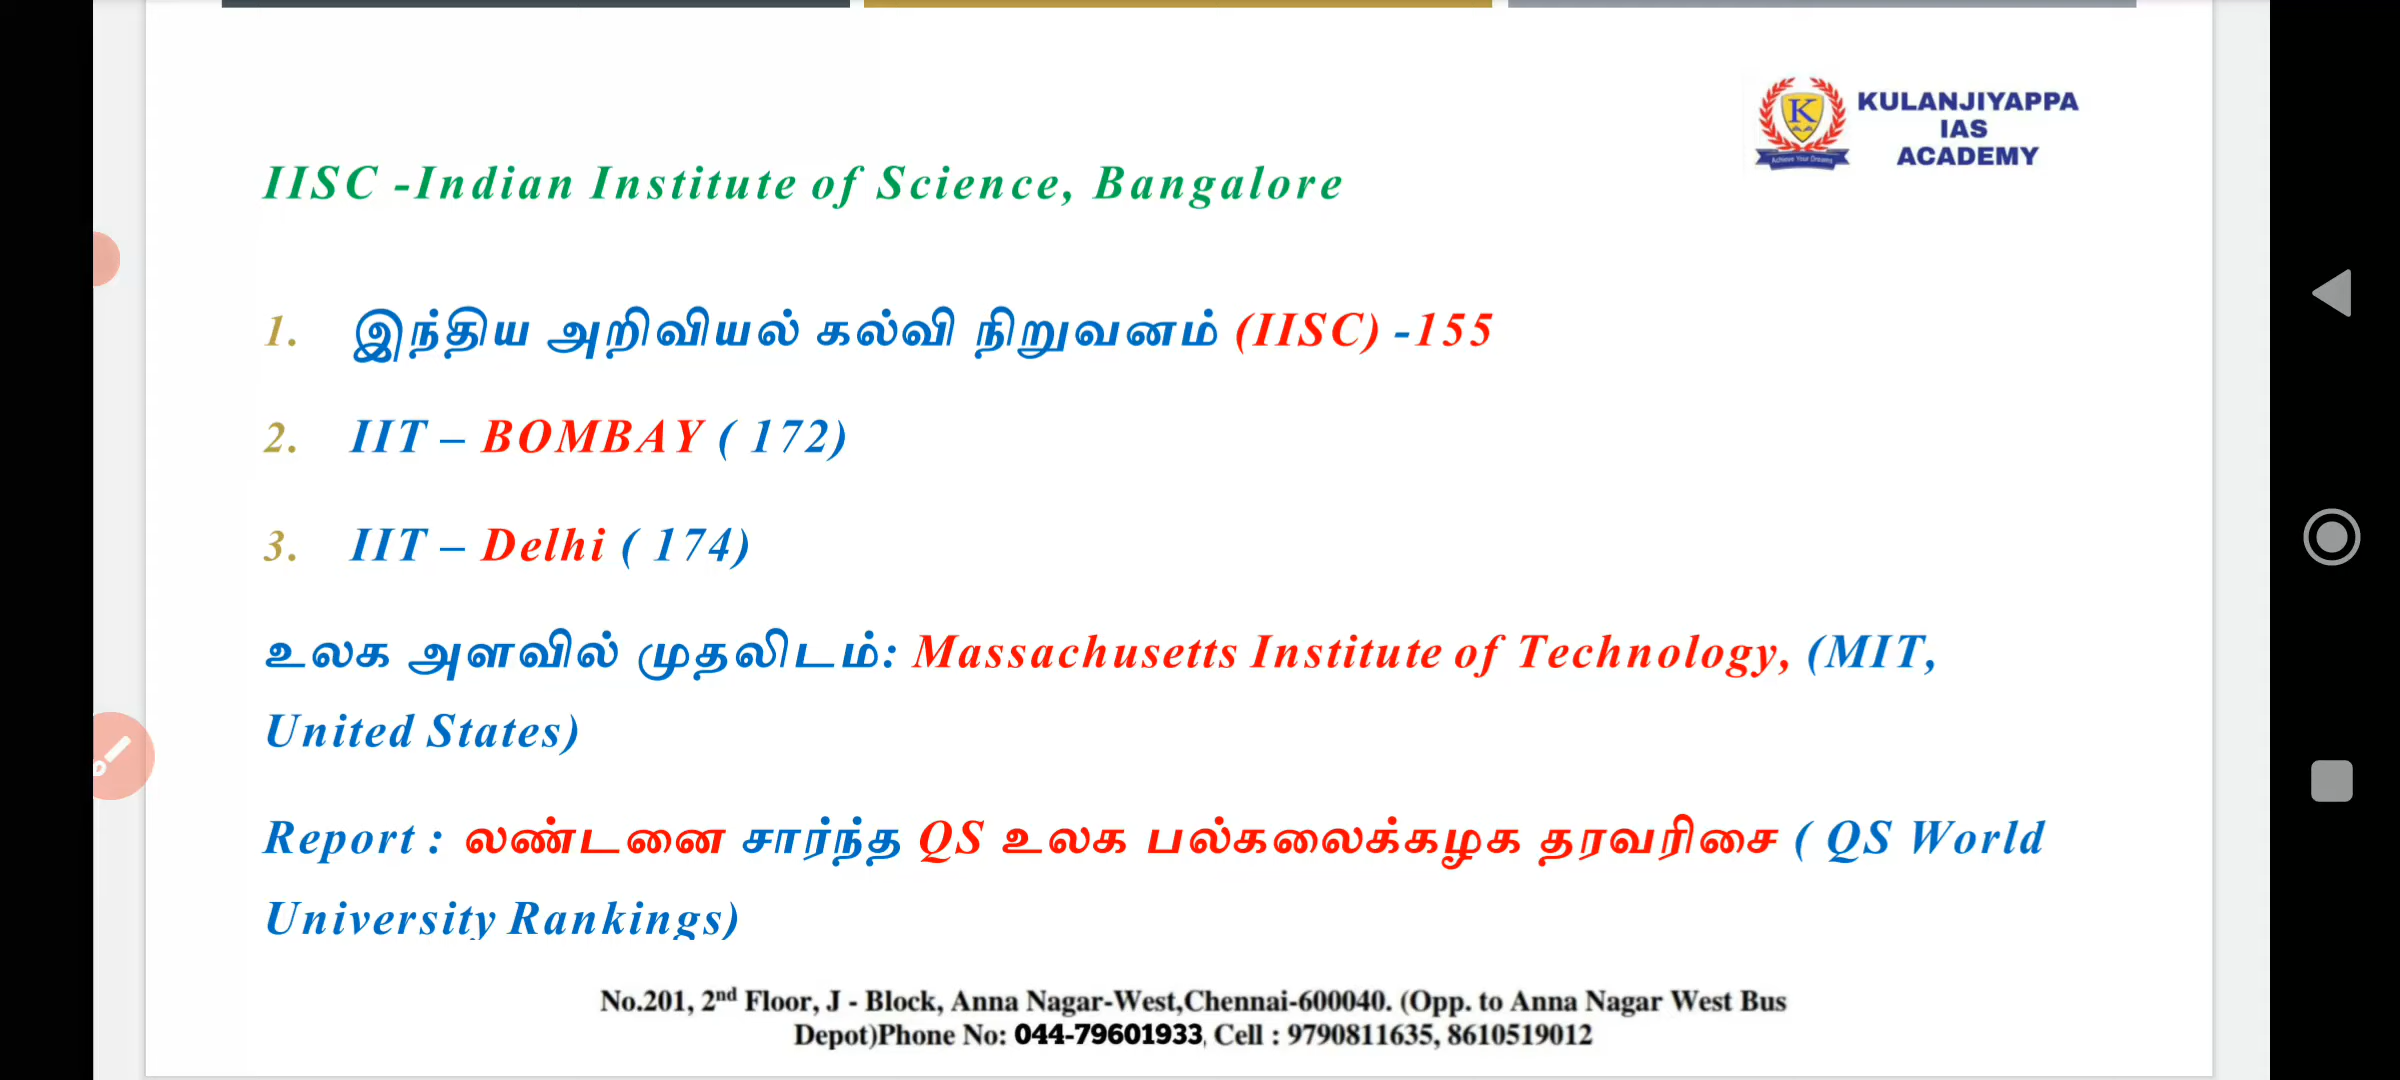 KULANJIYAPPA
IAS
ACADEMY
Achieve Your Dreams
IISC -Indian Institute of Science, Bangalore
1. இந்திய அறிவியல் கல்வி நிறுவனம் (IISC) -155
2. IIT – BOMBAY ( 172)
3. IIT – Delhi ( 174)
உலக அளவில் முதலிடம்: Massachusetts Institute of Technology, (MIT,
United States)
Report : லண்டனை சார்ந்த QS உலக பல்கலைக்கழக தரவரிசை ( QS World
University Rankings)
No.201, 2nd Floor, J - Block, Anna Nagar-West,Chennai-600040. (Opp. to Anna Nagar West Bus
Depot)Phone No: 044-79601933, Cell : 9790811635, 8610519012